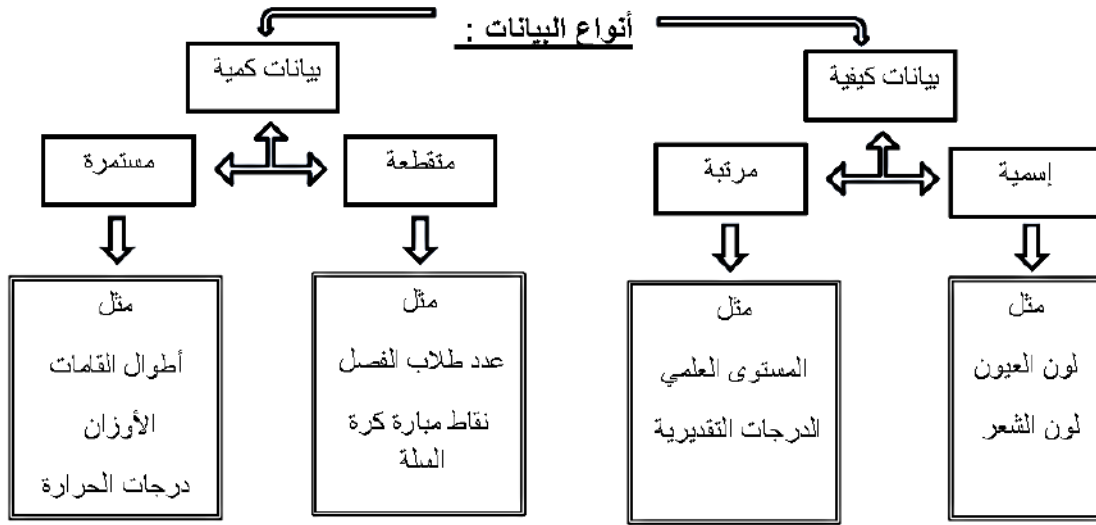 أنواع البيانات :
بيانات كيفية
إسمية
مثل
لون العيون
لون الشعر
مرتبة
مثل
المستوى العلمي
الدرجات التقديرية
بيانات كمية
متقطعة
مثل
عدد طلاب الفصل
نقاط مبارة كرة
السلة
مستمرة
مثل
أطوال القامات
الأوزان
درجات الحرارة